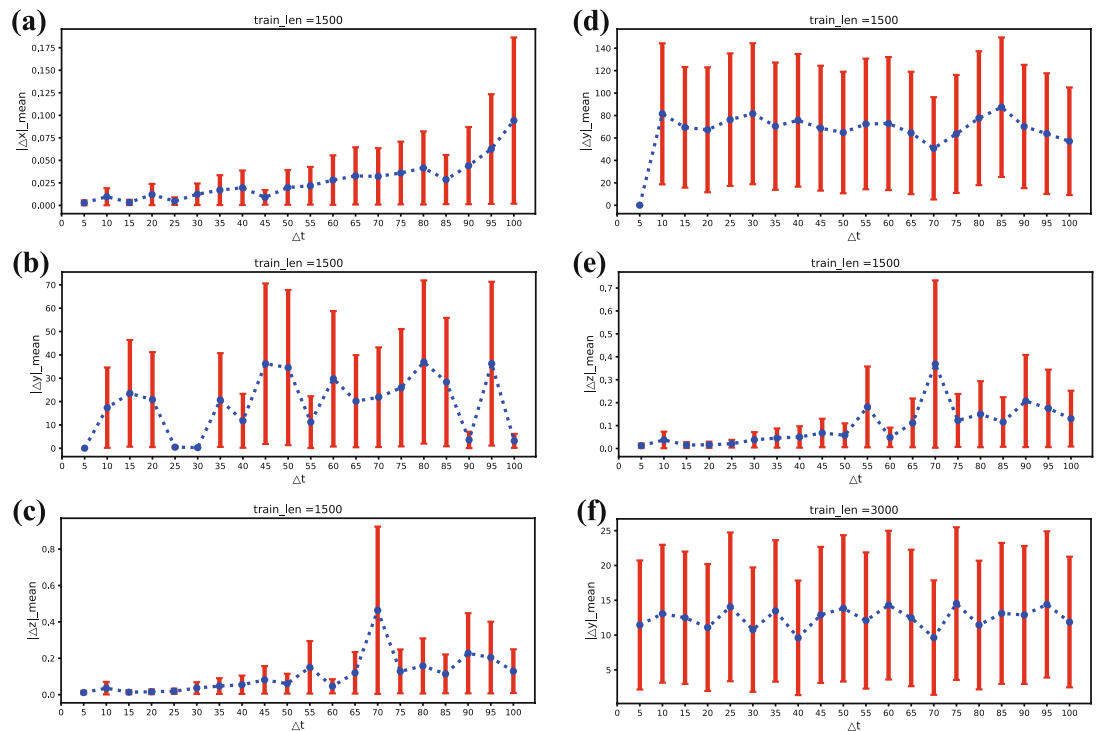 (a)
train_len =1500
|△x|_mean
0,175
0,150
0,125
0,100
0,075
0,050
0,025
0,000
0 5 10 15 20 25 30 35 40 45 50 55 60 65 70 75 80 85 90 95 100
△t
(b)
train_len =1500
|△y|_mean
70
60
50
40
30
20
10
0
0 5 10 15 20 25 30 35 40 45 50 55 60 65 70 75 80 85 90 95 100
△t
(c)
train_len =1500
|△z|_mean
0,8
0,6
0,4
0,2
0,0
0 5 10 15 20 25 30 35 40 45 50 55 60 65 70 75 80 85 90 95 100
△t
(d)
train_len =1500
|△y|_mean
140
120
100
80
60
40
20
0
0 5 10 15 20 25 30 35 40 45 50 55 60 65 70 75 80 85 90 95 100
△t
(e)
train_len =1500
|△z|_mean
0,7
0,6
0,5
0,4
0,3
0,2
0,1
0,0
0 5 10 15 20 25 30 35 40 45 50 55 60 65 70 75 80 85 90 95 100
△t
(f)
train_len =3000
|△y|_mean
25
20
15
10
5
0 5 10 15 20 25 30 35 40 45 50 55 60 65 70 75 80 85 90 95 100
△t